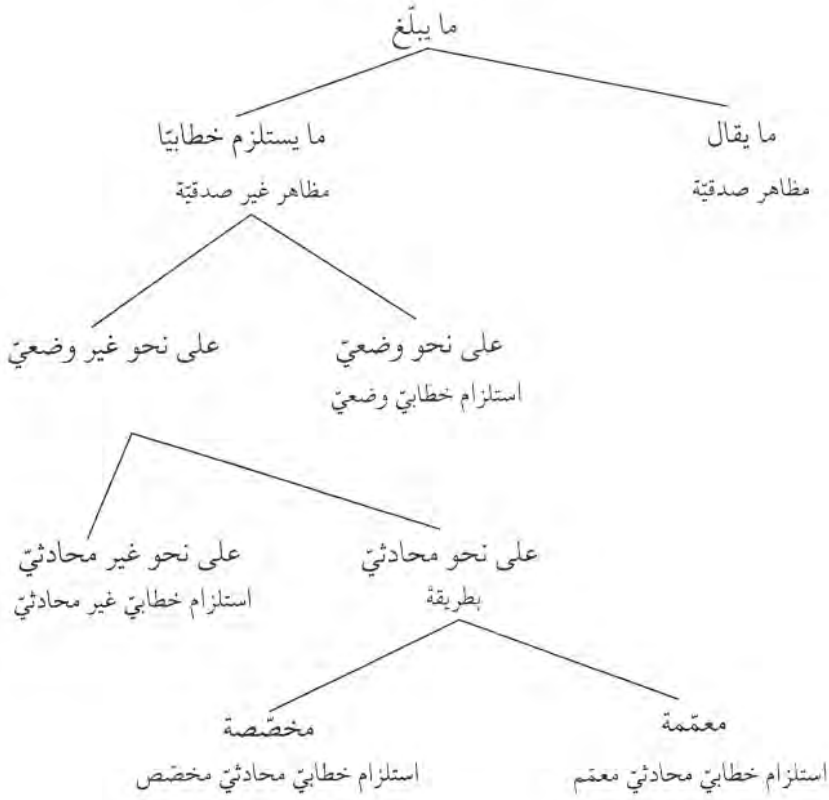 ما يبلّغ
ما يقال
ما يستلزم خطابيّا
مظاهر صدقيّة
مظاهر غير صدقيّة
على نحو وضعيّ
على نحو غير وضعيّ
استلزام خطابيّ وضعيّ
على نحو محادثيّ
على نحو غير محادثيّ
بطريقة
استلزام خطابيّ غير محادثيّ
معمّمة
مخصّصة
استلزام خطابيّ محادثيّ معمّم
استلزام خطابيّ محادثيّ مخصّص